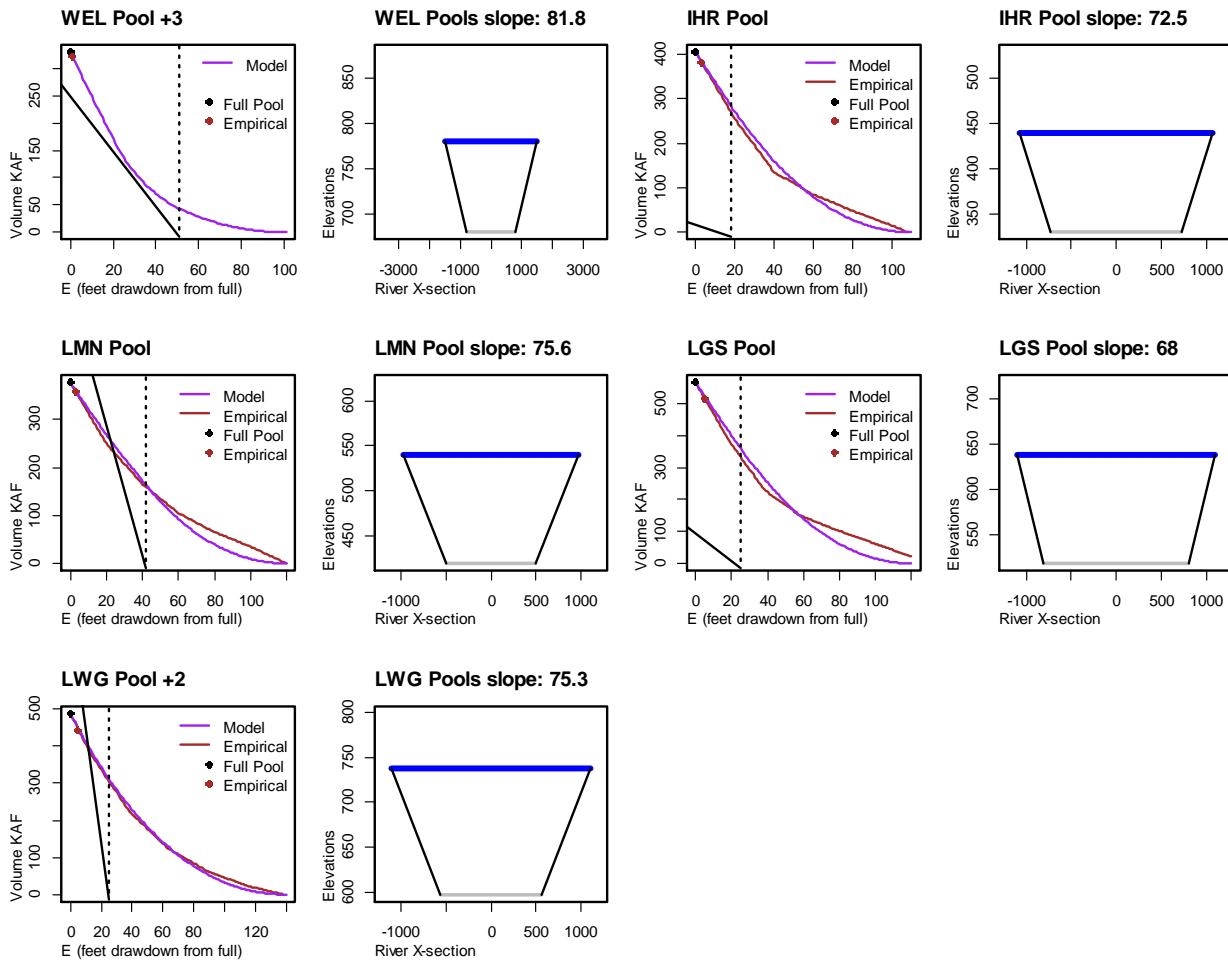 WEL Pool +3
Volume KAF
0 50 150 250
0 20 40 60 80 100
E (feet drawdown from full)
Model
Full Pool
Empirical
WEL Pools slope: 81.8
Elevations
700 750 800 850
-3000 -1000 1000 3000
River X-section
IHR Pool
Volume KAF
0 100 200 300 400
0 20 40 60 80 100
E (feet drawdown from full)
Model
Empirical
Full Pool
Empirical
IHR Pool slope: 72.5
Elevations
350 400 450 500
-1000 0 500 1000
River X-section
LMN Pool
Volume KAF
0 100 200 300
0 20 40 60 80 100
E (feet drawdown from full)
Model
Empirical
Full Pool
Empirical
LMN Pool slope: 75.6
Elevations
450 500 550 600
-1000 0 500 1000
River X-section
LGS Pool
Volume KAF
0 100 300 500
0 20 40 60 80 100
E (feet drawdown from full)
Model
Empirical
Full Pool
Empirical
LGS Pool slope: 68
Elevations
550 600 650 700
-1000 0 500 1000
River X-section
LWG Pool +2
Volume KAF
0 100 300 500
0 20 40 60 80 120
E (feet drawdown from full)
Model
Empirical
Full Pool
Empirical
LWG Pools slope: 75.3
Elevations
600 650 700 750 800
-1000 0 500 1000
River X-section